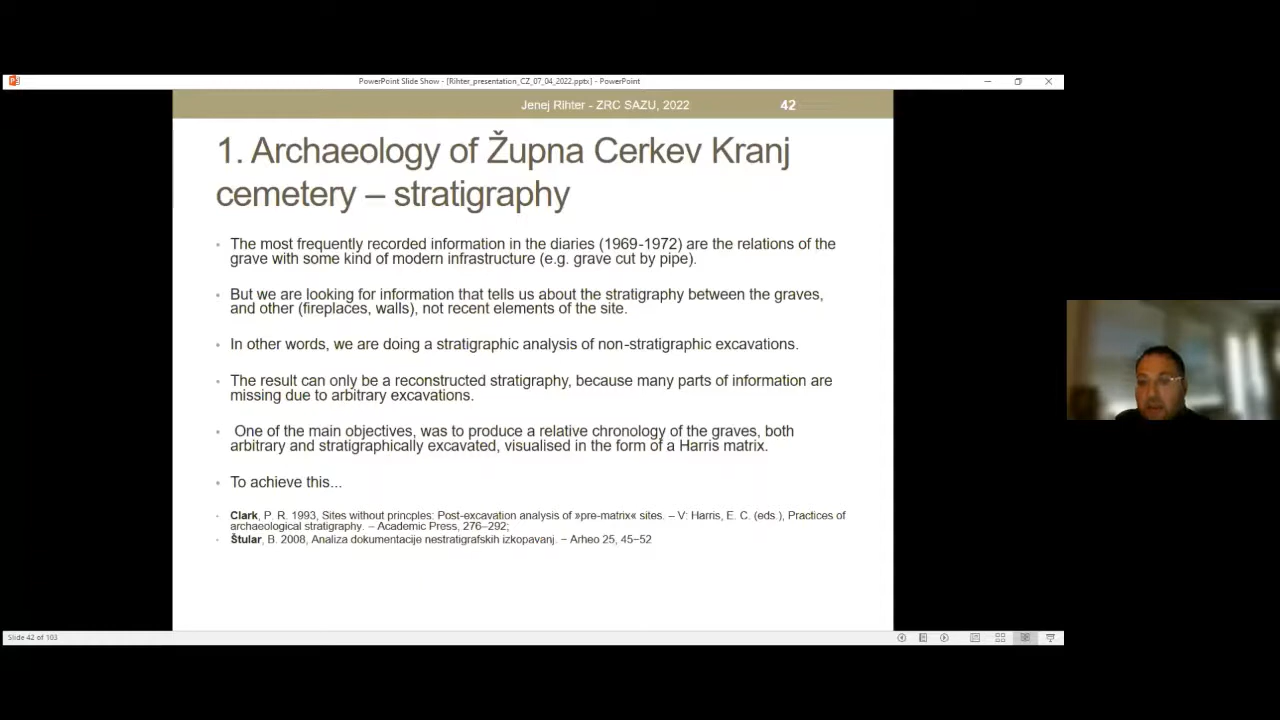 PowerPoint Slide Show - [Rihter_presentation_CZ_07_04_2022.pptx] - PowerPoint
Jenej Rihter - ZRC SAZU, 2022
42
1. Archaeology of Župna Cerkev Kranj
cemetery – stratigraphy
The most frequently recorded information in the diaries (1969-1972) are the relations of the
grave with some kind of modern infrastructure (e.g. grave cut by pipe).
But we are looking for information that tells us about the stratigraphy between the graves,
and other (fireplaces, walls), not recent elements of the site.
In other words, we are doing a stratigraphic analysis of non-stratigraphic excavations.
The result can only be a reconstructed stratigraphy, because many parts of information are
missing due to arbitrary excavations.
One of the main objectives, was to produce a relative chronology of the graves, both
arbitrary and stratigraphically excavated, visualised in the form of a Harris matrix.
To achieve this...
Clark, P. R. 1993, Sites without princples: Post-excavation analysis of »pre-matrix« sites. – V: Harris, E. C. (eds.), Practices of
archaeological stratigraphy. – Academic Press, 276–292;
Štular, B. 2008, Analiza dokumentacije nestratigrafskih izkopavanj. − Arheo 25, 45−52
Slide 42 of 103